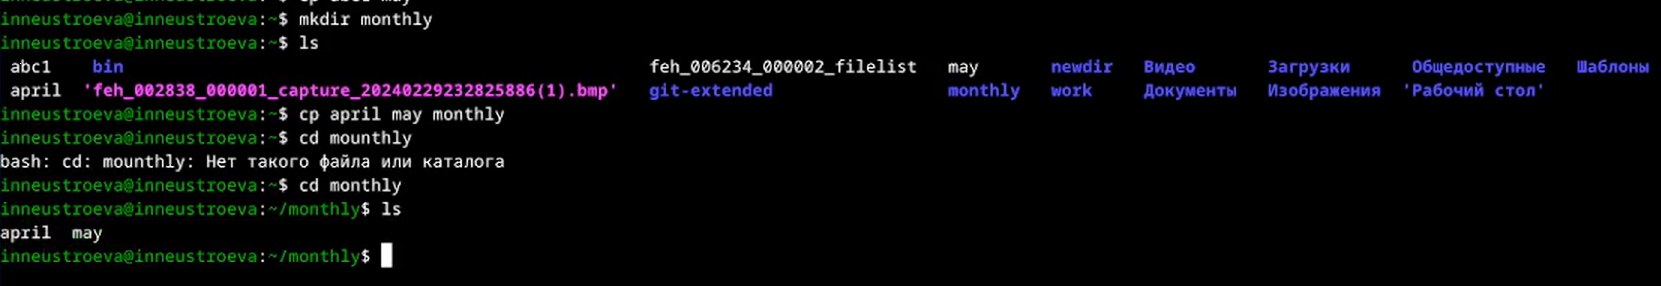 inneustroeva@inneustroeva:~$ mkdir monthly
inneustroeva@inneustroeva:~$ ls
abc1 bin feh_006234_000002_filelist may newdir Видео Загрузки Общедоступные Шаблоны
april 'feh_002838_000001_capture_20240229232825886(1).bmp' git-extended monthly work Документы Изображения 'Рабочий стол'
inneustroeva@inneustroeva:~$ cp april may monthly
inneustroeva@inneustroeva:~$ cd mounthly
bash: cd: mounthly: Нет такого файла или каталога
inneustroeva@inneustroeva:~$ cd monthly
inneustroeva@inneustroeva:~/monthly$ ls
april may
inneustroeva@inneustroeva:~/monthly$